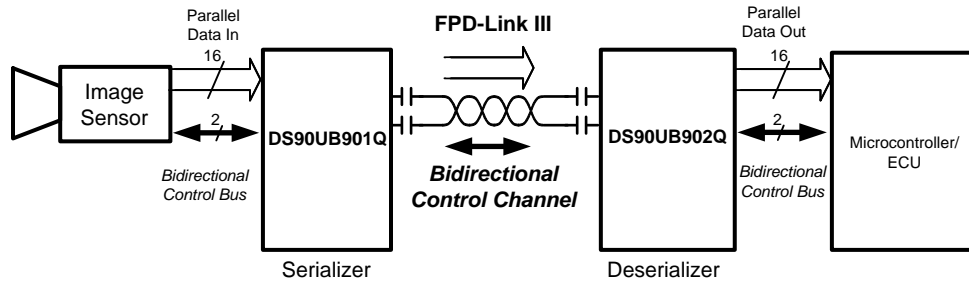 Parallel
Data In
16
Image
Sensor
2
Bidirectional
Control Bus
DS90UB901Q
Serializer
FPD-Link III
Bidirectional
Control Channel
DS90UB902Q
Deserializer
Parallel
Data Out
16
2
Bidirectional
Control Bus
Microcontroller/
ECU